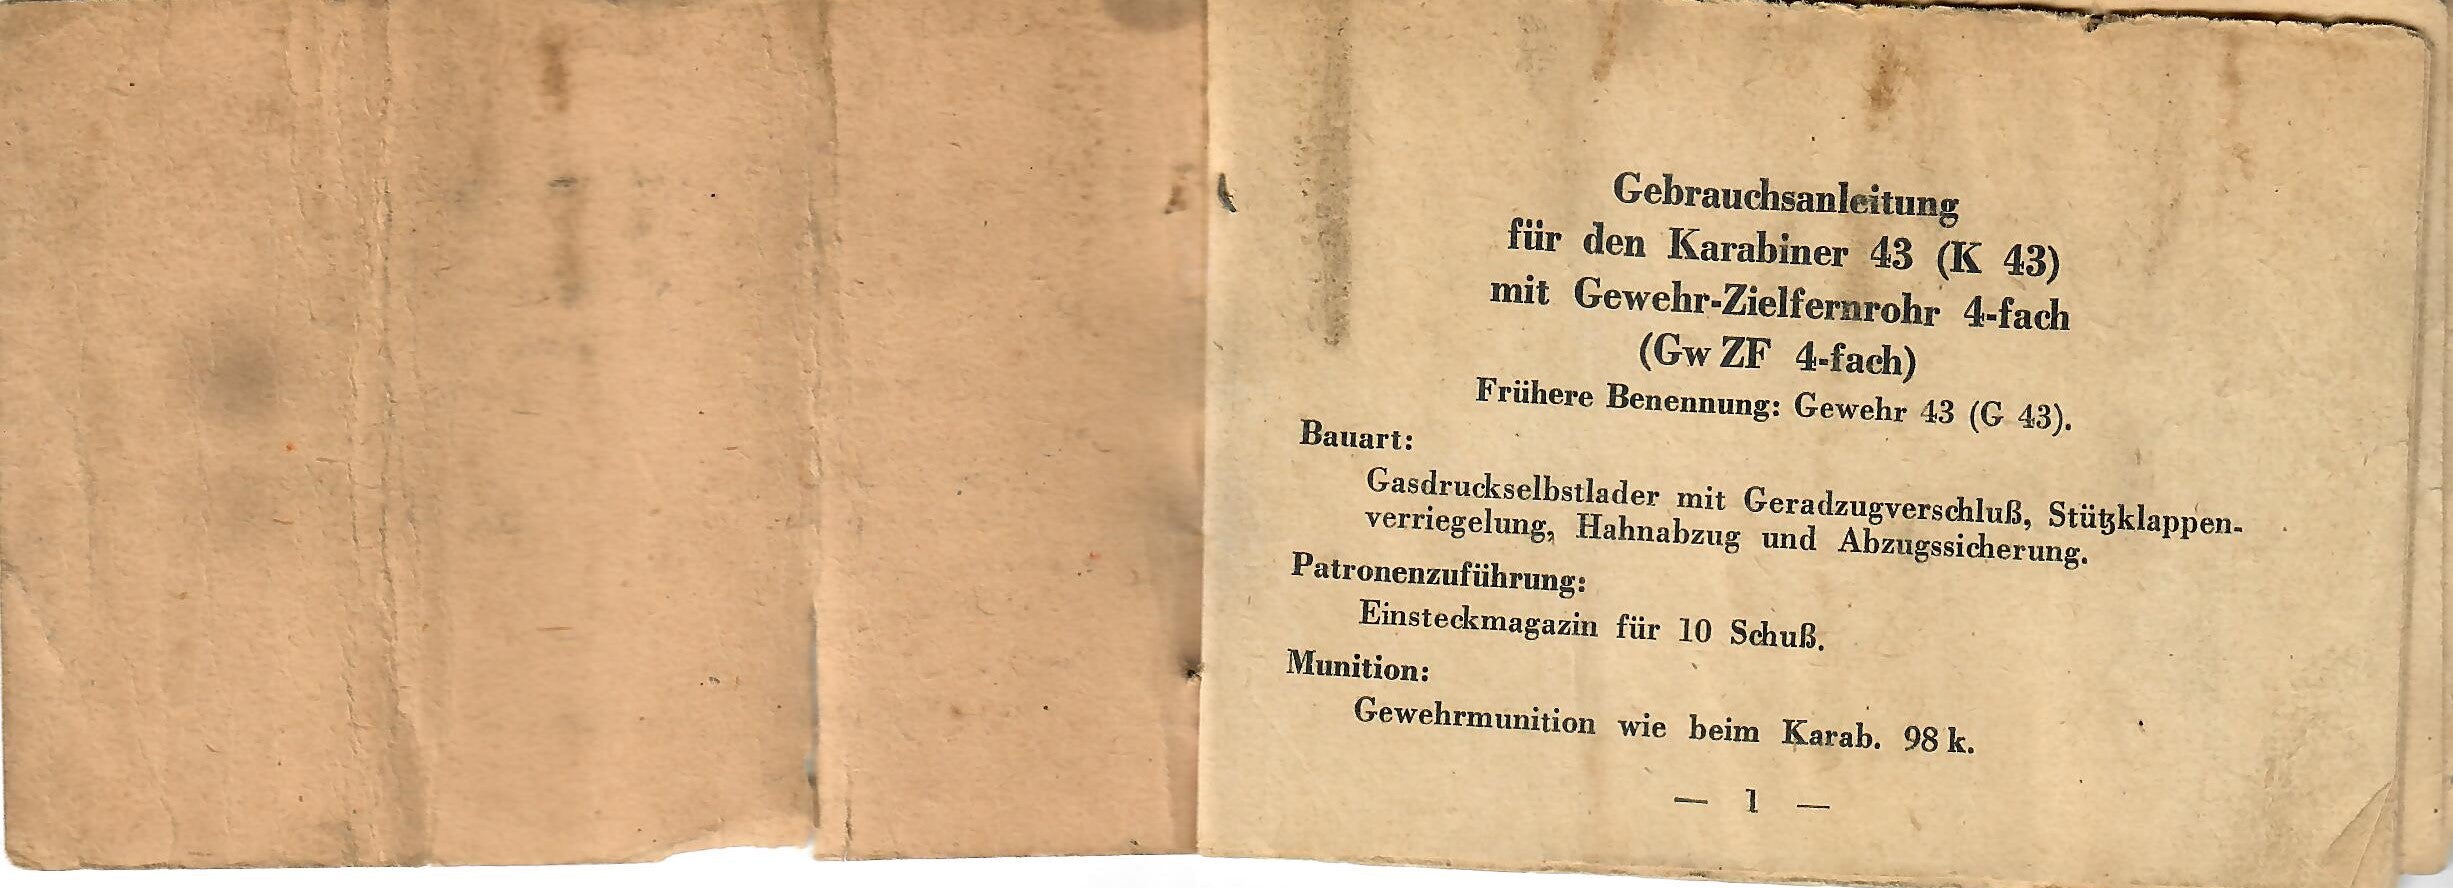 Gebrauchsanleitung
für den Karabiner 43 (K 43)
mit Gewehr-Zielfernrohr 4-fach
(Gw ZF 4-fach)
Frühere Benennung: Gewehr 43 (G 43).
Bauart:
Gasdruckselbstlader mit Geradzugverschluß, Stützklappen-
verriegelung, Hahnabzug und Abzugssicherung.
Patronenzuführung:
Einsteckmagazin für 10 Schuß.
Munition:
Gewehrmunition wie beim Karab. 98 k.
— 1 —